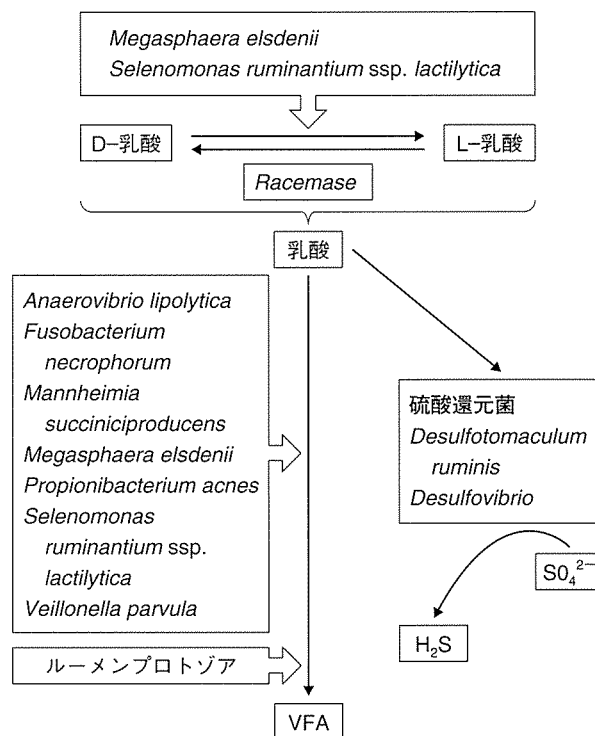 Megasphaera elsdenii
Selenomonas ruminantium ssp. lactilytica
D−乳酸
L−乳酸
Racemase
乳酸
Anaerovibrio lipolytica
Fusobacterium
necrophorum
Mannheimia
succiniciproducens
Megasphaera elsdenii
Propionibacterium acnes
Selenomonas
ruminantium ssp.
lactilytica
Veillonella parvula
硫酸還元菌
Desulfotomaculum
ruminis
Desulfovibrio
S0₄²⁻
H₂S
ルーメンプロトゾア
VFA